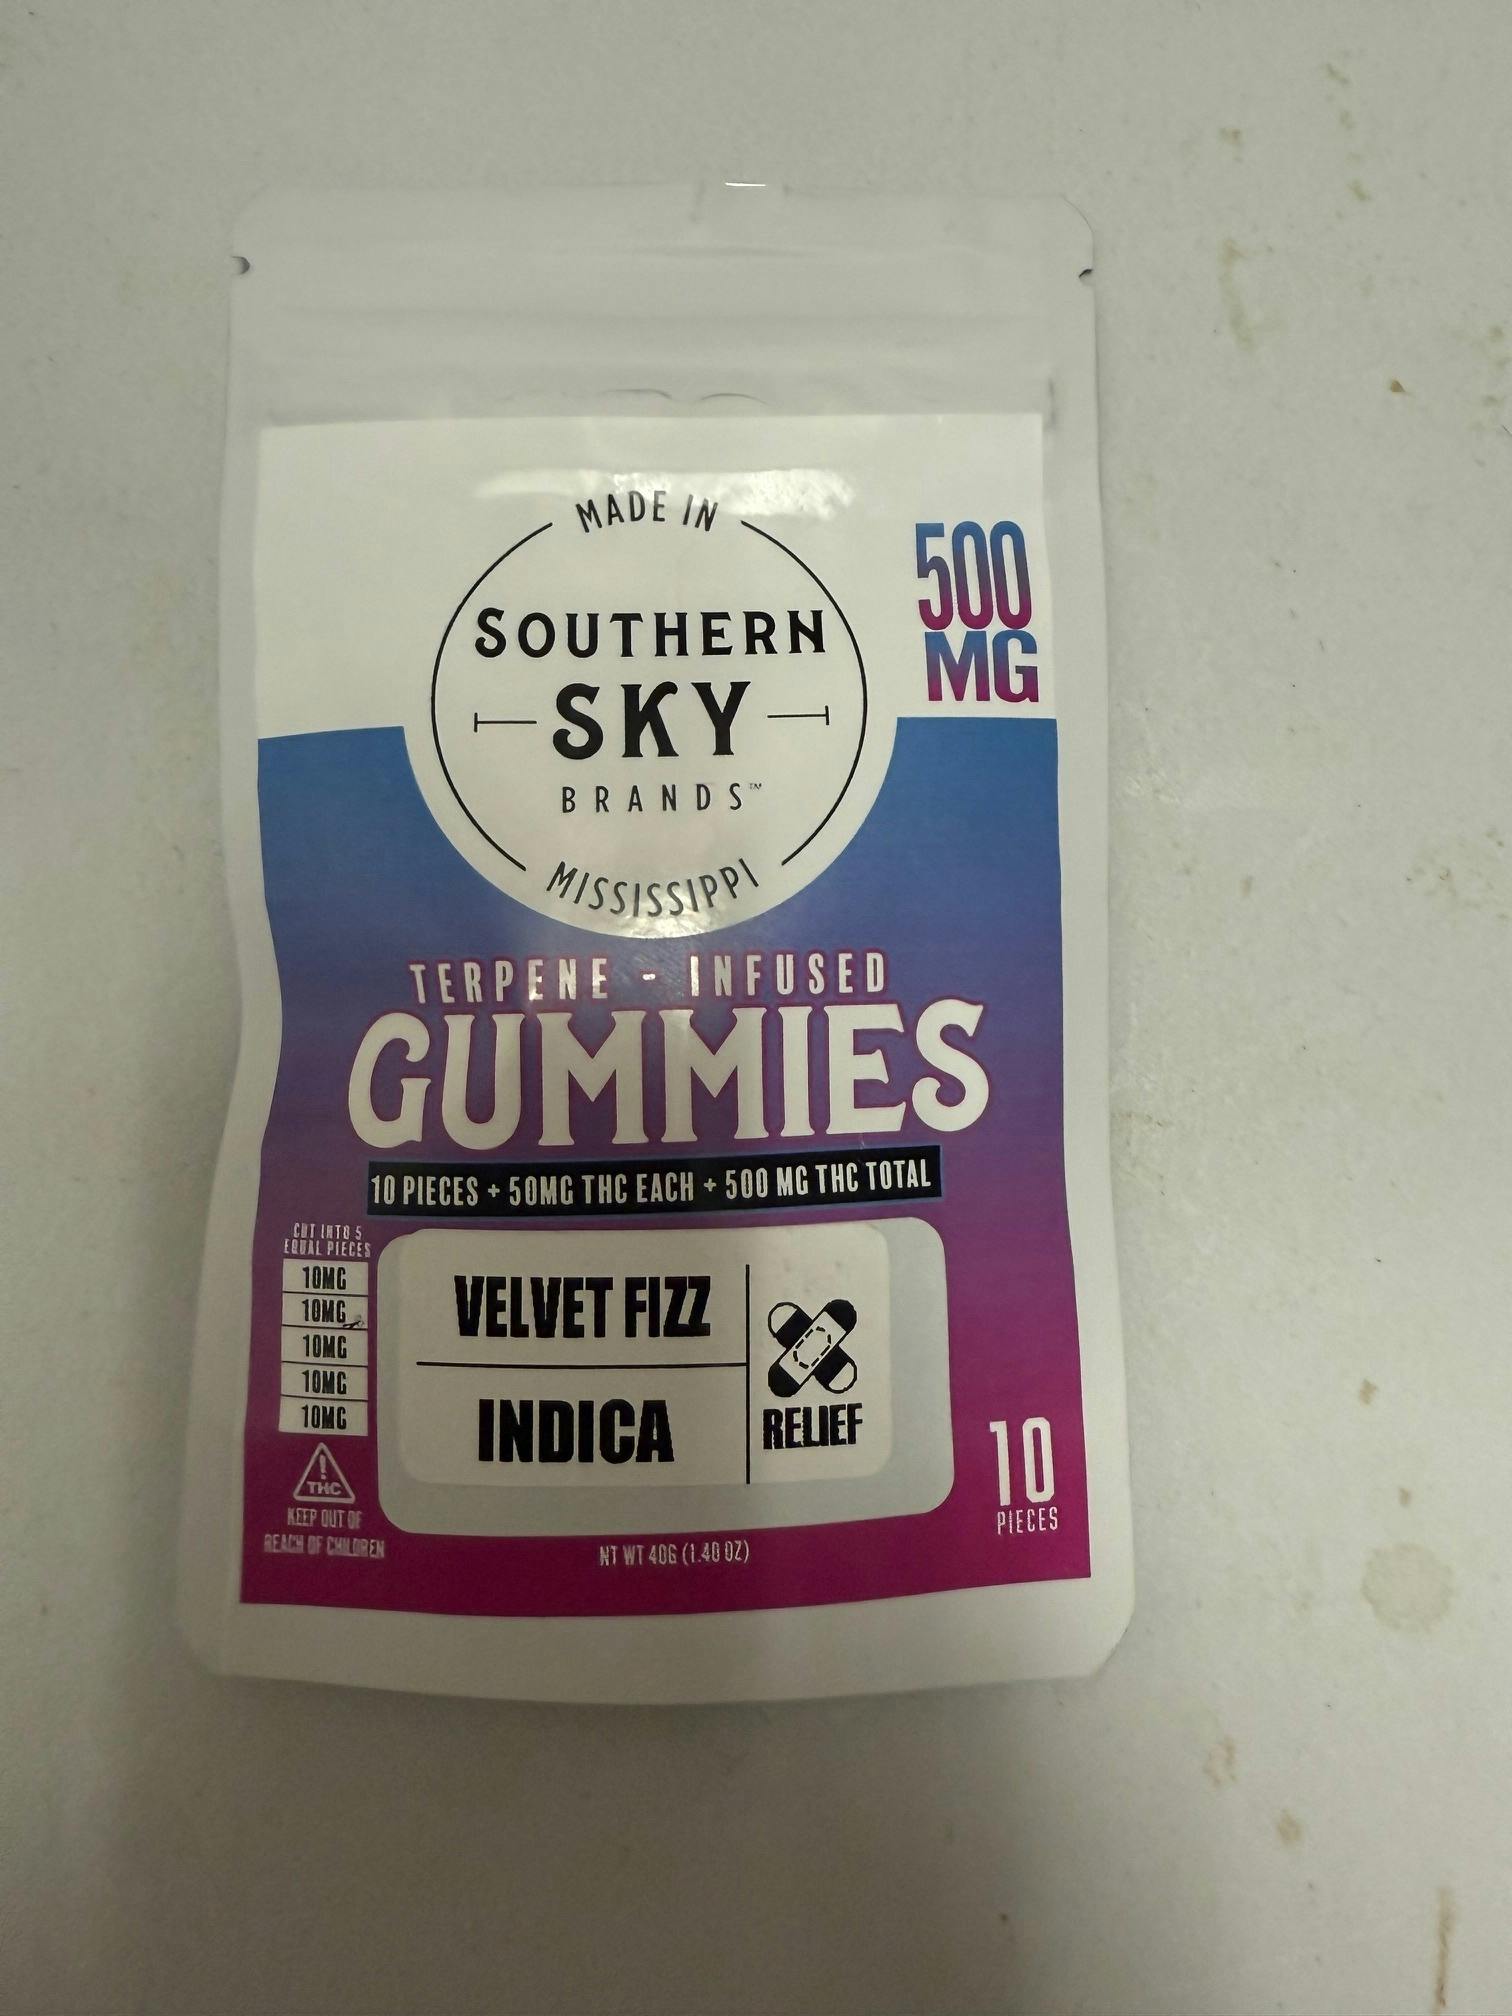 MADE IN
SOUTHERN
SKY
BRANDS™
MISSISSIPPI
500
MG
TERPENE - INFUSED
GUMMIES
10 PIECES + 50MG THC EACH + 500 MG THC TOTAL
CUT INTO 5
EQUAL PIECES
10MG
10MG
10MG
10MG
10MG
!
THC
KEEP OUT OF
REACH OF CHILDREN
VELVET FIZZ
INDICA
RELIEF
10
PIECES
NT WT 40G (1.40 OZ)